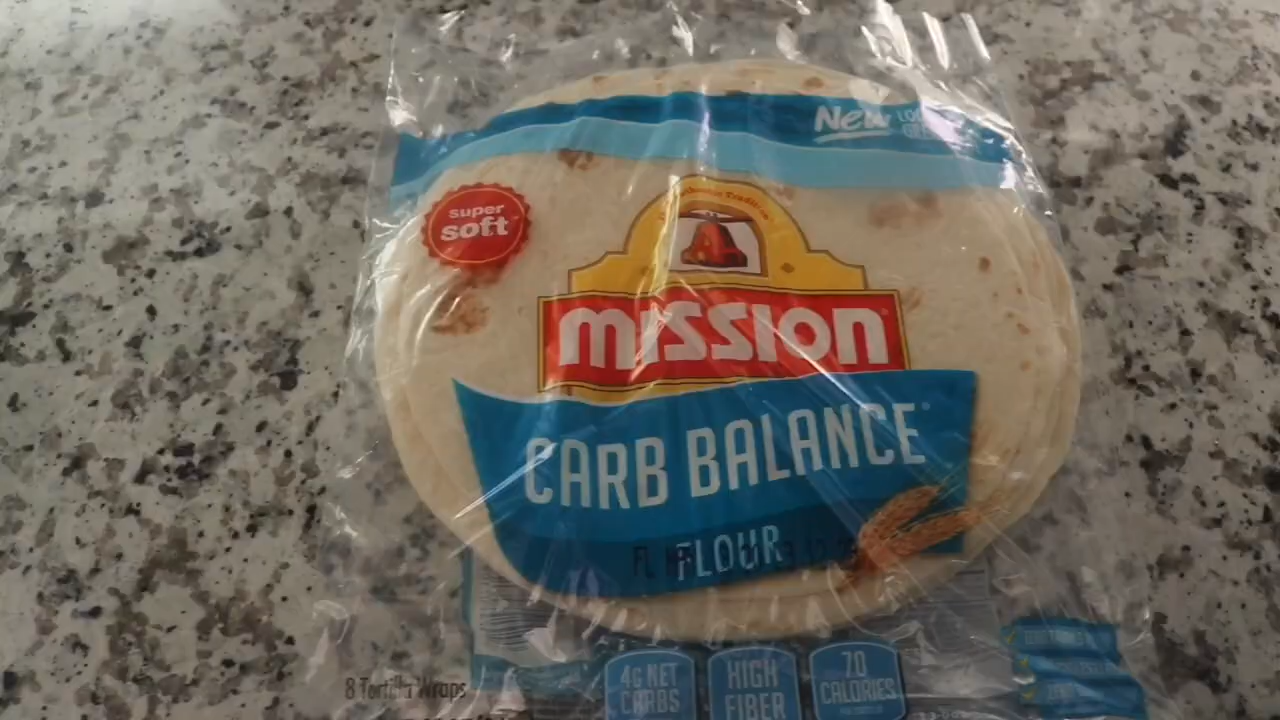 New
super
soft
MISSION
CARB BALANCE
FLOUR
4G NET
CARBS
HIGH
FIBER
70
CALORIES
8 Tortilla Wraps